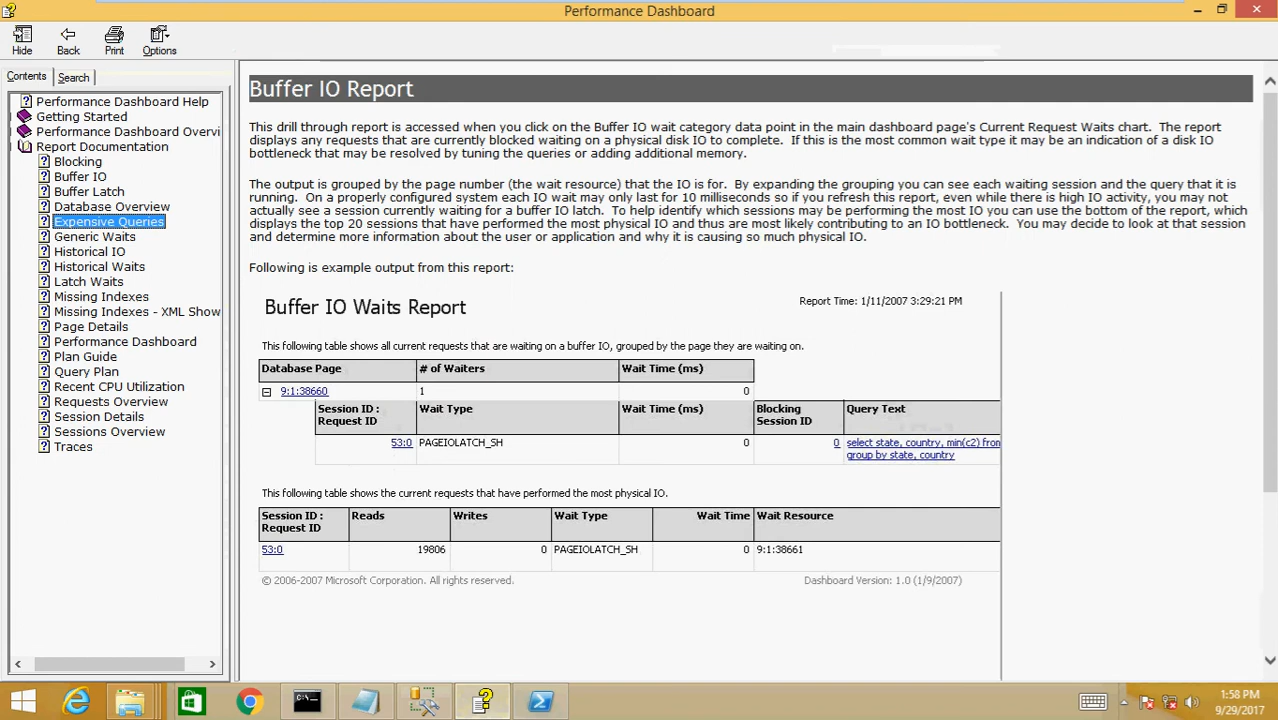 Performance Dashboard
Hide
Back
Print
Options
Contents
Search
Performance Dashboard Help
Getting Started
Performance Dashboard Overvi
Report Documentation
Blocking
Buffer IO
Buffer Latch
Database Overview
Expensive Queries
Generic Waits
Historical IO
Historical Waits
Latch Waits
Missing Indexes
Missing Indexes - XML Show
Page Details
Performance Dashboard
Plan Guide
Query Plan
Recent CPU Utilization
Requests Overview
Session Details
Sessions Overview
Traces
Buffer IO Report
This drill through report is accessed when you click on the Buffer IO wait category data point in the main dashboard page's Current Request Waits chart. The report
displays any requests that are currently blocked waiting on a physical disk IO to complete. If this is the most common wait type it may be an indication of a disk IO
bottleneck that may be resolved by tuning the queries or adding additional memory.
The output is grouped by the page number (the wait resource) that the IO is for. By expanding the grouping you can see each waiting session and the query that it is
running. On a properly configured system each IO wait may only last for 10 milliseconds so if you refresh this report, even while there is high IO activity, you may not
actually see a session currently waiting for a buffer IO latch. To help identify which sessions may be performing the most IO you can use the bottom of the report, which
displays the top 20 sessions that have performed the most physical IO and thus are most likely contributing to an IO bottleneck. You may decide to look at that session
and determine more information about the user or application and why it is causing so much physical IO.
Following is example output from this report:
Buffer IO Waits Report
Report Time: 1/11/2007 3:29:21 PM
This following table shows all current requests that are waiting on a buffer IO, grouped by the page they are waiting on.
Database Page # of Waiters Wait Time (ms)
9:1:38660 1 0
Session ID : Request ID Wait Type Wait Time (ms) Blocking Session ID Query Text
53:0 PAGEIOLATCH_SH 0 0 select state, country, min(c2) from
group by state, country
This following table shows the current requests that have performed the most physical IO.
Session ID : Request ID Reads Writes Wait Type Wait Time Wait Resource
53:0 19806 0 PAGEIOLATCH_SH 0 9:1:38661
© 2006-2007 Microsoft Corporation. All rights reserved.
Dashboard Version: 1.0 (1/9/2007)
1:58 PM
9/29/2017